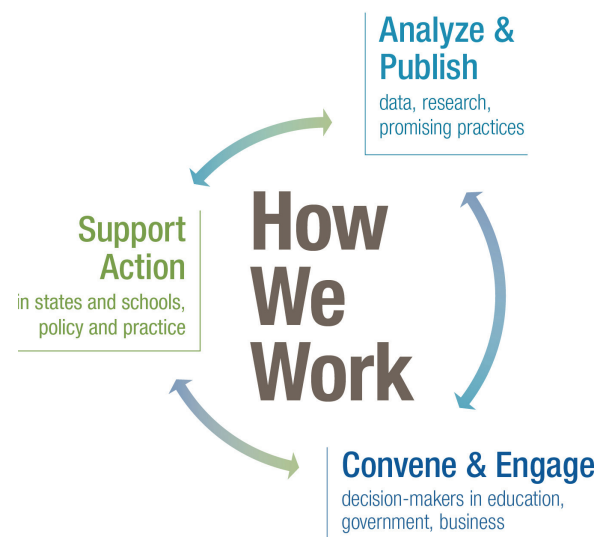 Analyze &
Publish
data, research,
promising practices
Support
Action
in states and schools,
policy and practice
How
We
Work
Convene & Engage
decision-makers in education,
government, business